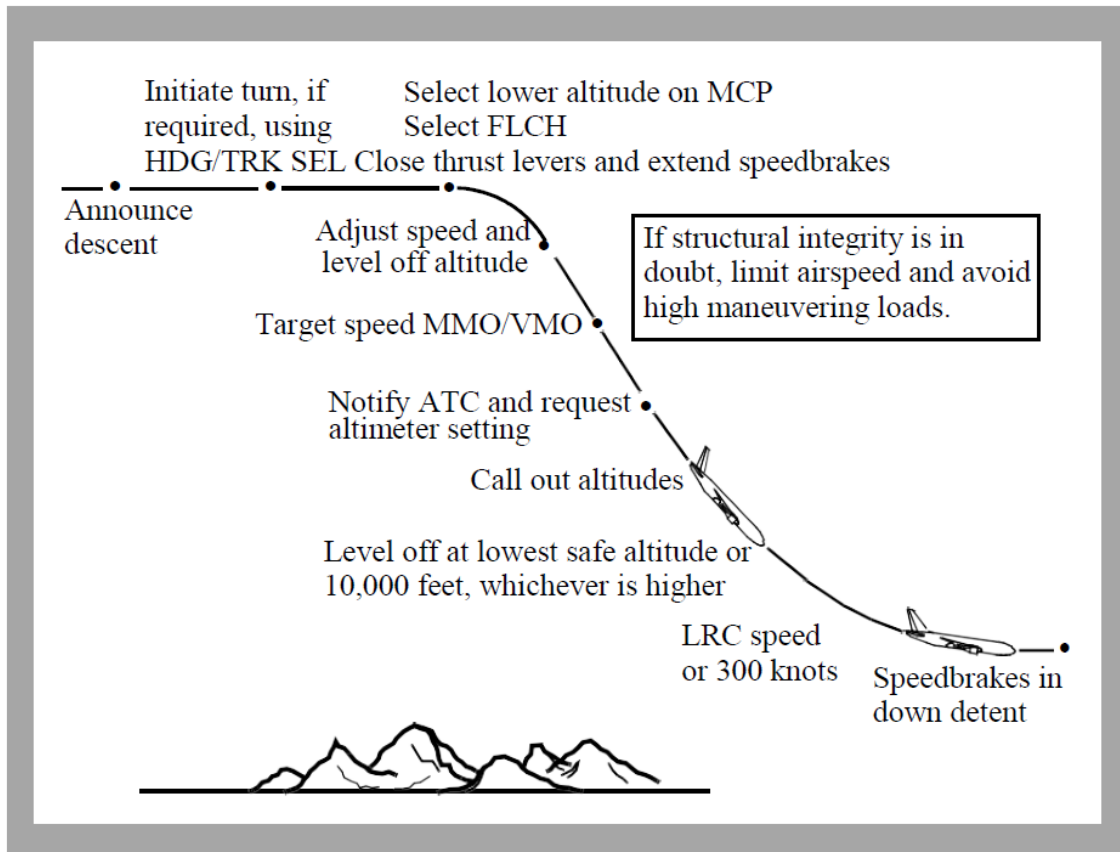 Initiate turn, if
required, using
HDG/TRK SEL
Select lower altitude on MCP
Select FLCH
Close thrust levers and extend speedbrakes
Announce
descent
Adjust speed and
level off altitude
If structural integrity is in
doubt, limit airspeed and avoid
high maneuvering loads.
Target speed MMO/VMO
Notify ATC and request
altimeter setting
Call out altitudes
Level off at lowest safe altitude or
10,000 feet, whichever is higher
LRC speed
or 300 knots
Speedbrakes in
down detent